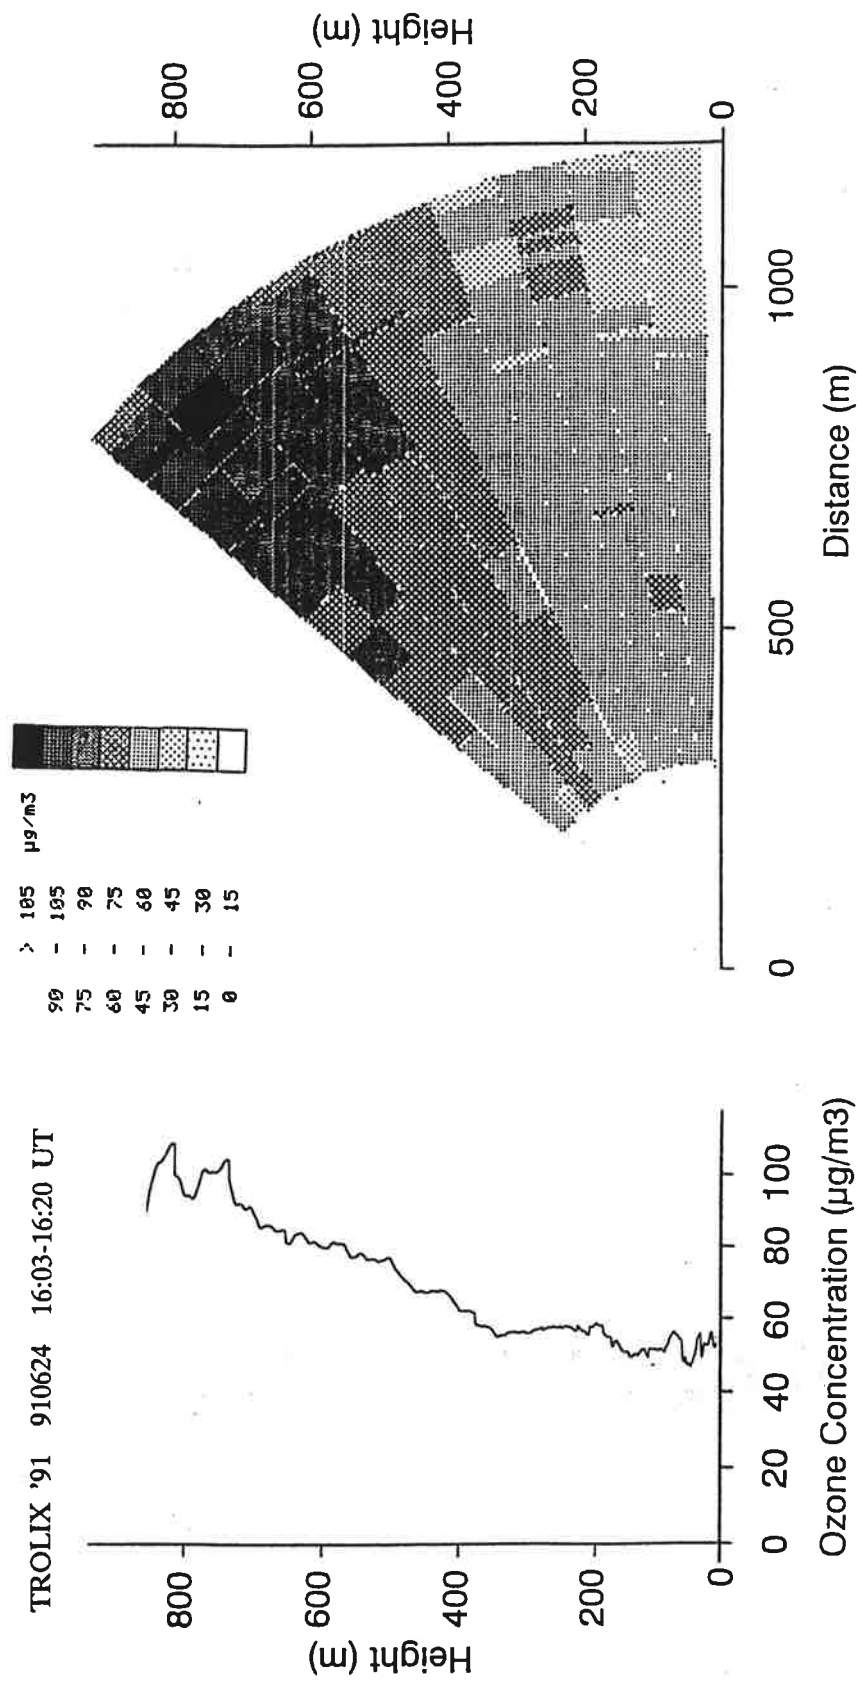 TROLIX '91 910624 16:03-16:20 UT
> 105 µg/m3
90 - 105
75 - 90
60 - 75
45 - 60
30 - 45
15 - 30
0 - 15
800
600
400
200
0
Height (m)
0 20 40 60 80 100
Ozone Concentration (µg/m3)
800
600
400
200
0
Height (m)
0 500 1000
Distance (m)